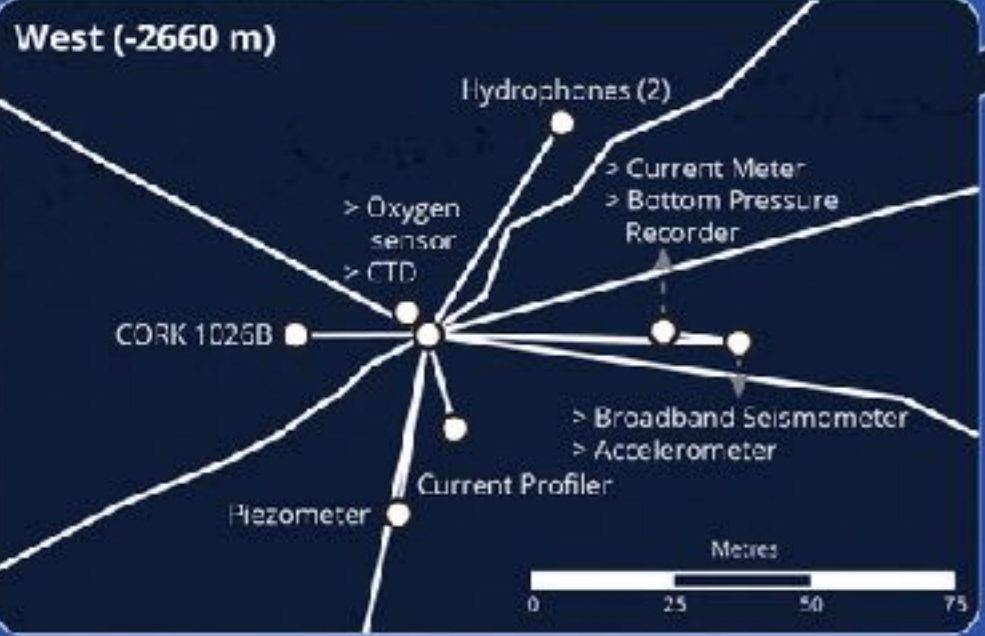 West (-2660 m)
Hydrophones (2)
> Current Meter
> Bottom Pressure
Recorder
> Oxygen
sensor
> CTD
CORK 1026B
> Broadband Seismometer
> Accelerometer
Current Profiler
Piezometer
Metres
0 25 50 75